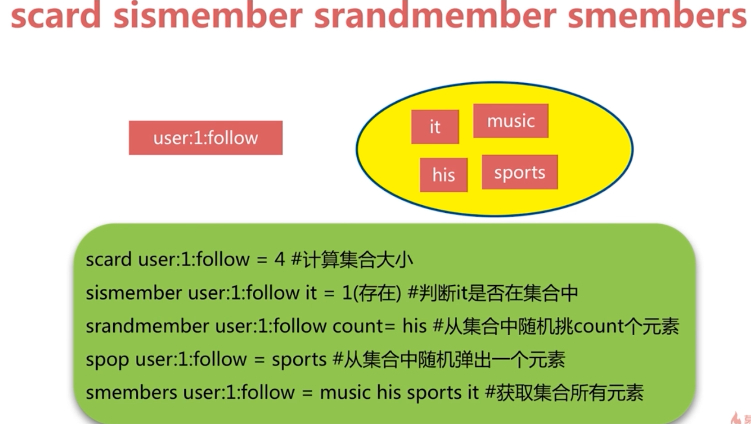 scard sismember srandmember smembers
user:1:follow
it
music
his
sports
scard user:1:follow = 4 #计算集合大小
sismember user:1:follow it = 1(存在) #判断it是否在集合中
srandmember user:1:follow count= his #从集合中随机挑count个元素
spop user:1:follow = sports #从集合中随机弹出一个元素
smembers user:1:follow = music his sports it #获取集合所有元素